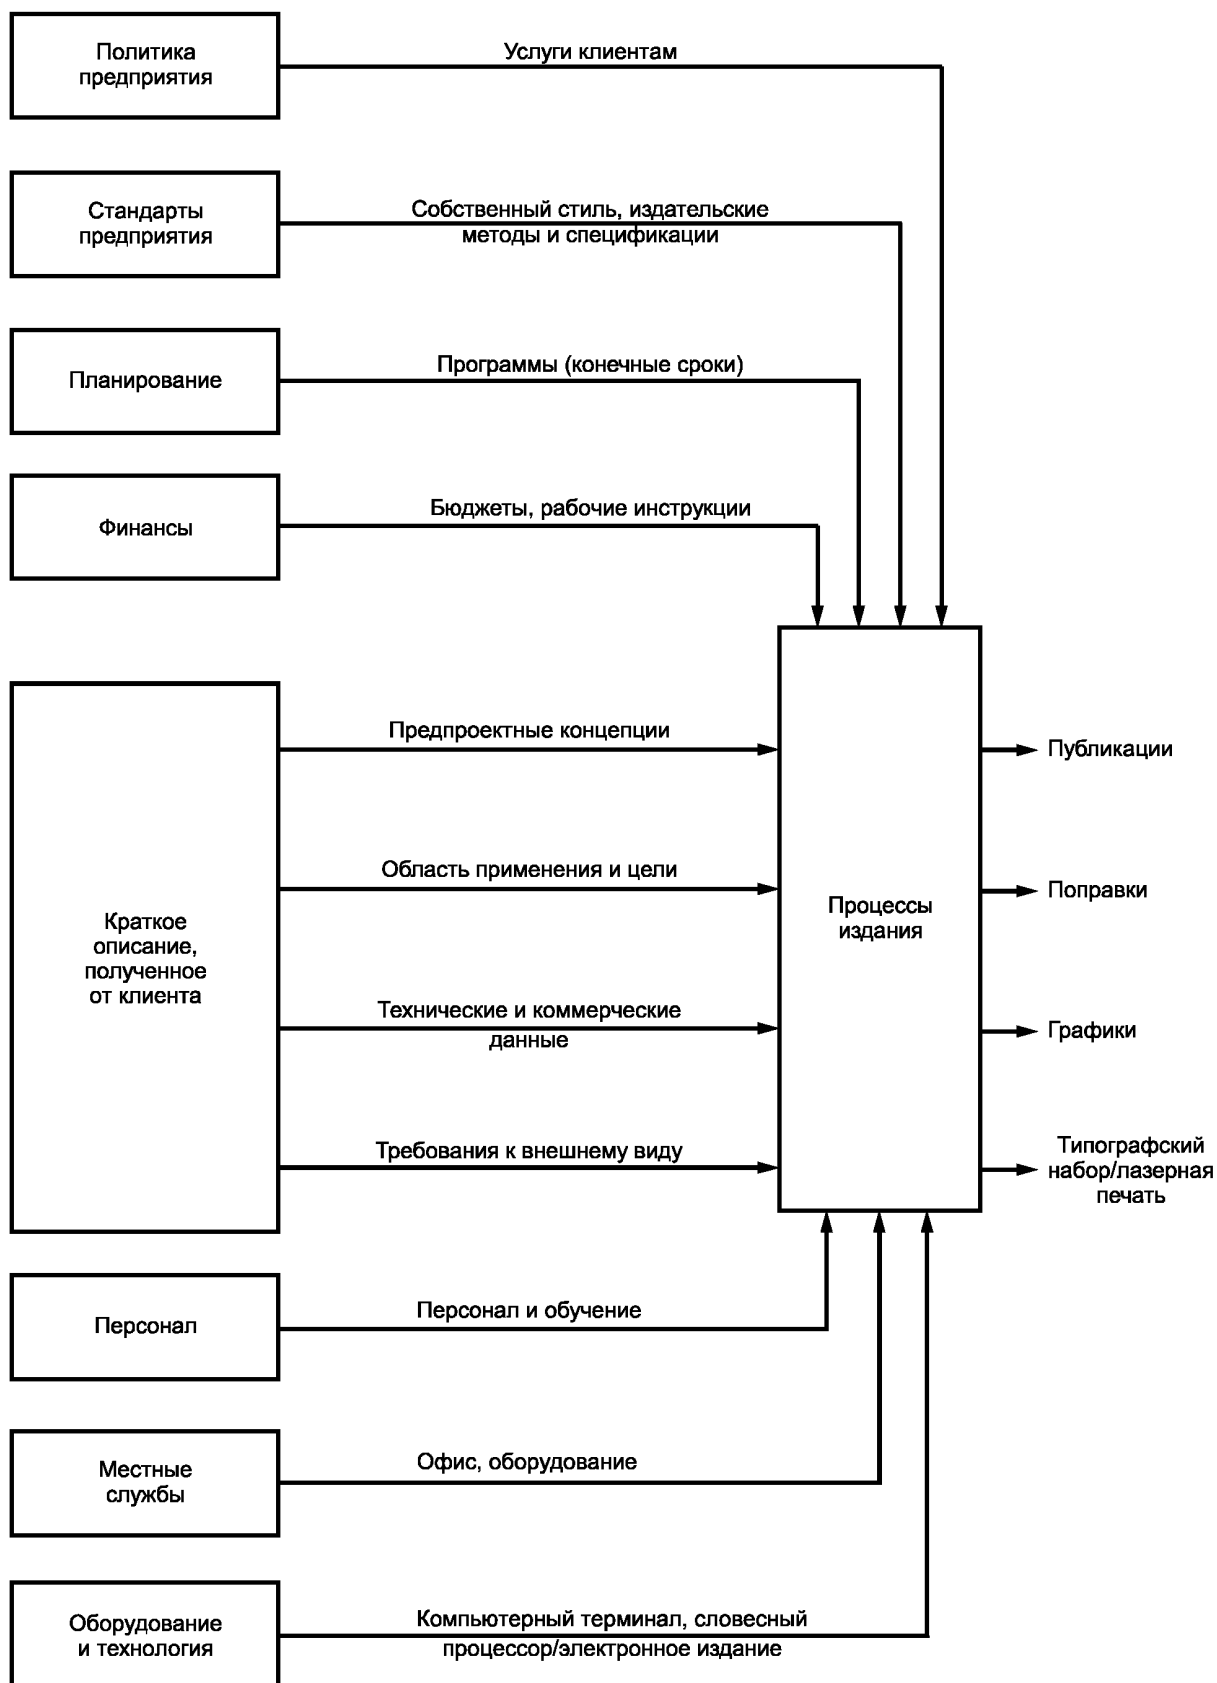 Политика
предприятия
Услуги клиентам
Стандарты
предприятия
Собственный стиль, издательские
методы и спецификации
Планирование
Программы (конечные сроки)
Финансы
Бюджеты, рабочие инструкции
Краткое
описание,
полученное
от клиента
Предпроектные концепции
Область применения и цели
Технические и коммерческие
данные
Требования к внешнему виду
Процессы
издания
Публикации
Поправки
Графики
Типографский
набор/лазерная
печать
Персонал
Персонал и обучение
Местные
службы
Офис, оборудование
Оборудование
и технология
Компьютерный терминал, словесный
процессор/электронное издание